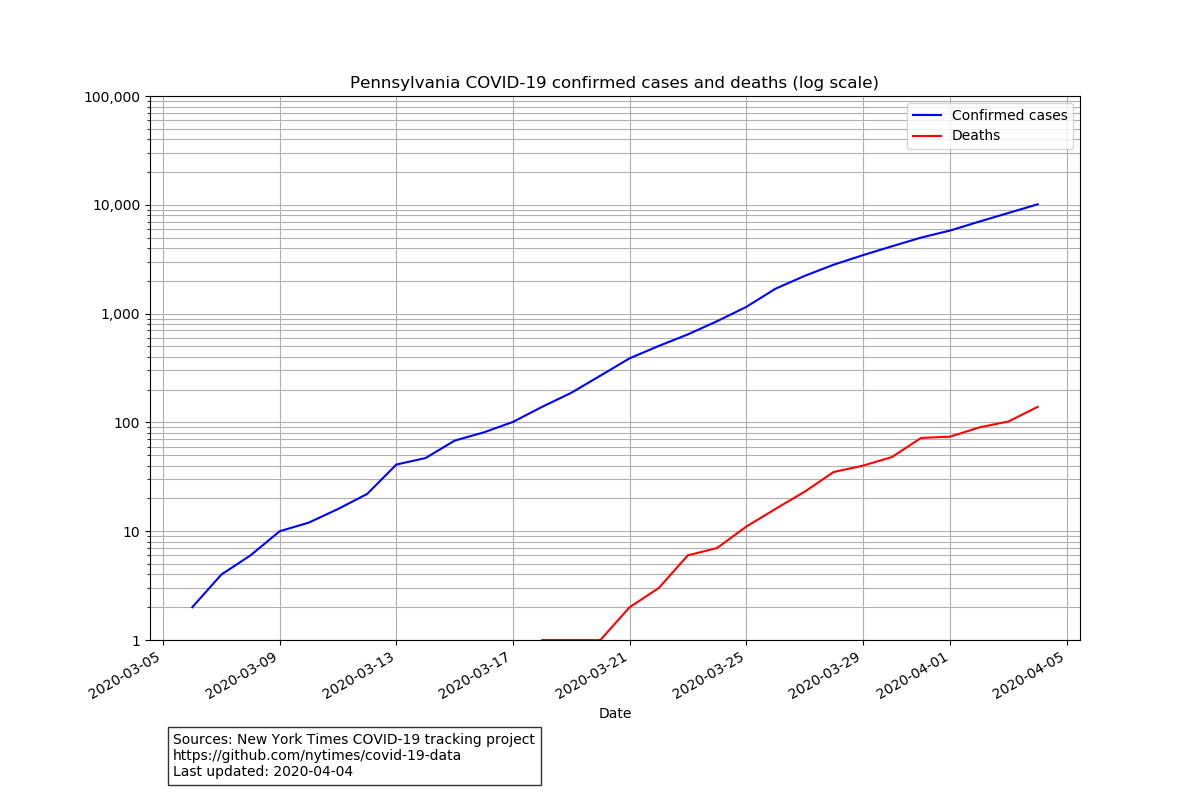 Pennsylvania COVID-19 confirmed cases and deaths (log scale)
100,000
10,000
1,000
100
10
1
Confirmed cases
Deaths
2020-03-05
2020-03-09
2020-03-13
2020-03-17
2020-03-21
2020-03-25
2020-03-29
2020-04-01
2020-04-05
Date
Sources: New York Times COVID-19 tracking project
https://github.com/nytimes/covid-19-data
Last updated: 2020-04-04